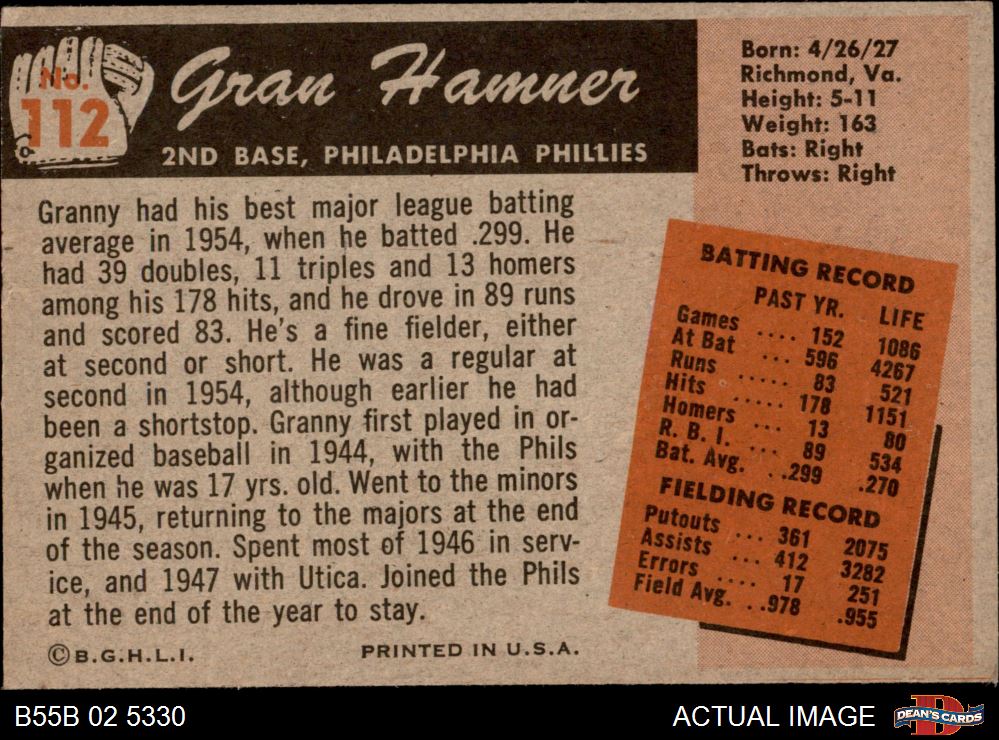 No.
112
Gran Hamner
2ND BASE, PHILADELPHIA PHILLIES
Born: 4/26/27
Richmond, Va.
Height: 5-11
Weight: 163
Bats: Right
Throws: Right
Granny had his best major league batting
average in 1954, when he batted .299. He
had 39 doubles, 11 triples and 13 homers
among his 178 hits, and he drove in 89 runs
and scored 83. He's a fine fielder, either
at second or short. He was a regular at
second in 1954, although earlier he had
been a shortstop. Granny first played in or-
ganized baseball in 1944, with the Phils
when he was 17 yrs. old. Went to the minors
in 1945, returning to the majors at the end
of the season. Spent most of 1946 in serv-
ice, and 1947 with Utica. Joined the Phils
at the end of the year to stay.
©B.G.H.L.I.
PRINTED IN U.S.A.
BATTING RECORD
PAST YR. LIFE
Games .... 152 1086
At Bat ... 596 4267
Runs ..... 83 521
Hits ..... 178 1151
Homers ... 13 80
R. B. I. ... 89 534
Bat. Avg. . .299 .270
FIELDING RECORD
Putouts ... 361 2075
Assists ... 412 3282
Errors .... 17 251
Field Avg. . .978 .955
B55B 02 5330
ACTUAL IMAGE
D
DEAN'S CARDS